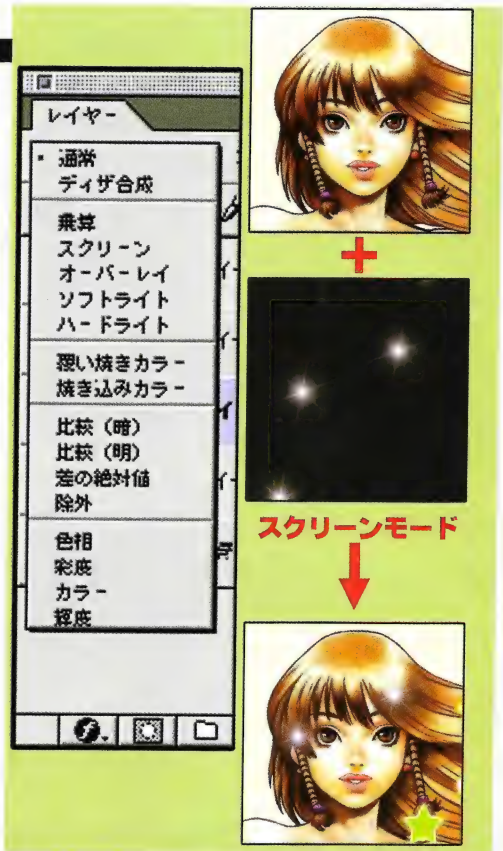 レイヤー
・通常
ディザ合成
乗算
スクリーン
オーバーレイ
ソフトライト
ハードライト
覆い焼きカラー
焼き込みカラー
比較（暗）
比較（明）
差の絶対値
除外
色相
彩度
カラー
輝度
+
スクリーンモード